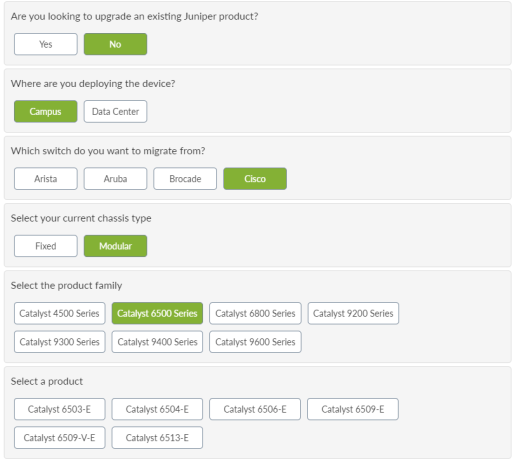 Are you looking to upgrade an existing Juniper product?
Yes No
Where are you deploying the device?
Campus Data Center
Which switch do you want to migrate from?
Arista Aruba Brocade Cisco
Select your current chassis type
Fixed Modular
Select the product family
Catalyst 4500 Series Catalyst 6500 Series Catalyst 6800 Series Catalyst 9200 Series
Catalyst 9300 Series Catalyst 9400 Series Catalyst 9600 Series
Select a product
Catalyst 6503-E Catalyst 6504-E Catalyst 6506-E Catalyst 6509-E
Catalyst 6509-V-E Catalyst 6513-E